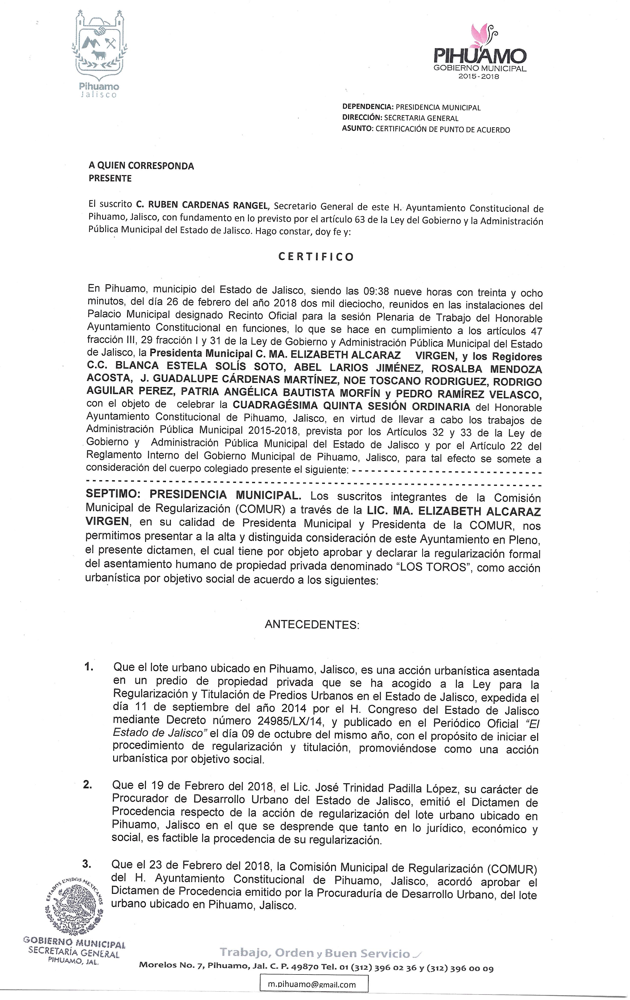 Pihuamo
Jalisco
PIHUAMO
GOBIERNO MUNICIPAL
2015-2018
DEPENDENCIA: PRESIDENCIA MUNICIPAL
DIRECCIÓN: SECRETARIA GENERAL
ASUNTO: CERTIFICACIÓN DE PUNTO DE ACUERDO
A QUIEN CORRESPONDA
PRESENTE
El suscrito C. RUBEN CARDENAS RANGEL, Secretario General de este H. Ayuntamiento Constitucional de
Pihuamo, Jalisco, con fundamento en lo previsto por el artículo 63 de la Ley del Gobierno y la Administración
Pública Municipal del Estado de Jalisco. Hago constar, doy fe y:
C E R T I F I C O
En Pihuamo, municipio del Estado de Jalisco, siendo las 09:38 nueve horas con treinta y ocho
minutos, del día 26 de febrero del año 2018 dos mil dieciocho, reunidos en las instalaciones del
Palacio Municipal designado Recinto Oficial para la sesión Plenaria de Trabajo del Honorable
Ayuntamiento Constitucional en funciones, lo que se hace en cumplimiento a los artículos 47
fracción III, 29 fracción I y 31 de la Ley de Gobierno y Administración Pública Municipal del Estado
de Jalisco, la Presidenta Municipal C. MA. ELIZABETH ALCARAZ VIRGEN, y los Regidores
C.C. BLANCA ESTELA SOLÍS SOTO, ABEL LARIOS JIMÉNEZ, ROSALBA MENDOZA
ACOSTA, J. GUADALUPE CÁRDENAS MARTÍNEZ, NOE TOSCANO RODRIGUEZ, RODRIGO
AGUILAR PEREZ, PATRIA ANGÉLICA BAUTISTA MORFÍN y PEDRO RAMÍREZ VELASCO,
con el objeto de celebrar la CUADRAGÉSIMA QUINTA SESIÓN ORDINARIA del Honorable
Ayuntamiento Constitucional de Pihuamo, Jalisco, en virtud de llevar a cabo los trabajos de
Administración Pública Municipal 2015-2018, prevista por los Artículos 32 y 33 de la Ley de
Gobierno y Administración Pública Municipal del Estado de Jalisco y por el Artículo 22 del
Reglamento Interno del Gobierno Municipal de Pihuamo, Jalisco, para tal efecto se somete a
consideración del cuerpo colegiado presente el siguiente: - - - - - - - - - - - - - - - - - - - - - - - - - - - - - -
- - - - - - - - - - - - - - - - - - - - - - - - - - - - - - - - - - - - - - - - - - - - - - - - - - - - - - - - - - - - - - - - - - - - - - - -
SEPTIMO: PRESIDENCIA MUNICIPAL. Los suscritos integrantes de la Comisión
Municipal de Regularización (COMUR) a través de la LIC. MA. ELIZABETH ALCARAZ
VIRGEN, en su calidad de Presidenta Municipal y Presidenta de la COMUR, nos
permitimos presentar a la alta y distinguida consideración de este Ayuntamiento en Pleno,
el presente dictamen, el cual tiene por objeto aprobar y declarar la regularización formal
del asentamiento humano de propiedad privada denominado “LOS TOROS”, como acción
urbanística por objetivo social de acuerdo a los siguientes:
ANTECEDENTES:
1. Que el lote urbano ubicado en Pihuamo, Jalisco, es una acción urbanística asentada
en un predio de propiedad privada que se ha acogido a la Ley para la
Regularización y Titulación de Predios Urbanos en el Estado de Jalisco, expedida el
día 11 de septiembre del año 2014 por el H. Congreso del Estado de Jalisco
mediante Decreto número 24985/LX/14, y publicado en el Periódico Oficial “El
Estado de Jalisco” el día 09 de octubre del mismo año, con el propósito de iniciar el
procedimiento de regularización y titulación, promoviéndose como una acción
urbanística por objetivo social.
2. Que el 19 de Febrero del 2018, el Lic. José Trinidad Padilla López, su carácter de
Procurador de Desarrollo Urbano del Estado de Jalisco, emitió el Dictamen de
Procedencia respecto de la acción de regularización del lote urbano ubicado en
Pihuamo, Jalisco en el que se desprende que tanto en lo jurídico, económico y
social, es factible la procedencia de su regularización.
3. Que el 23 de Febrero del 2018, la Comisión Municipal de Regularización (COMUR)
del H. Ayuntamiento Constitucional de Pihuamo, Jalisco, acordó aprobar el
Dictamen de Procedencia emitido por la Procuraduría de Desarrollo Urbano, del lote
urbano ubicado en Pihuamo, Jalisco.
ESTADOS UNIDOS MEXICANOS
GOBIERNO MUNICIPAL
SECRETARÍA GENERAL
PIHUAMO, JAL.
Trabajo, Orden y Buen Servicio
Morelos No. 7, Pihuamo, Jal. C. P. 49870 Tel. 01 (312) 396 02 36 y (312) 396 00 09
m.pihuamo@gmail.com